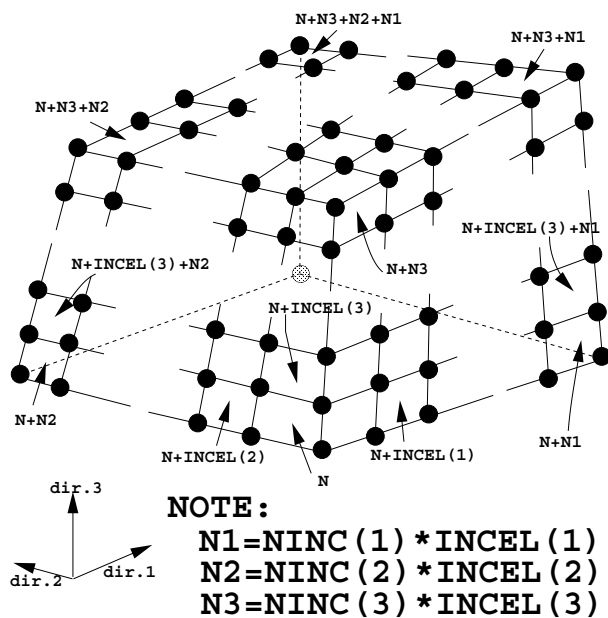 N+N3+N2+N1
N+N3+N1
N+N3+N2
N+INCEL(3)+N1
N+INCEL(3)+N2
N+N3
N+INCEL(3)
N+N2
N+INCEL(2)
N
N+INCEL(1)
N+N1
dir.3
dir.2
dir.1
NOTE:
N1=NINC(1)*INCEL(1)
N2=NINC(2)*INCEL(2)
N3=NINC(3)*INCEL(3)